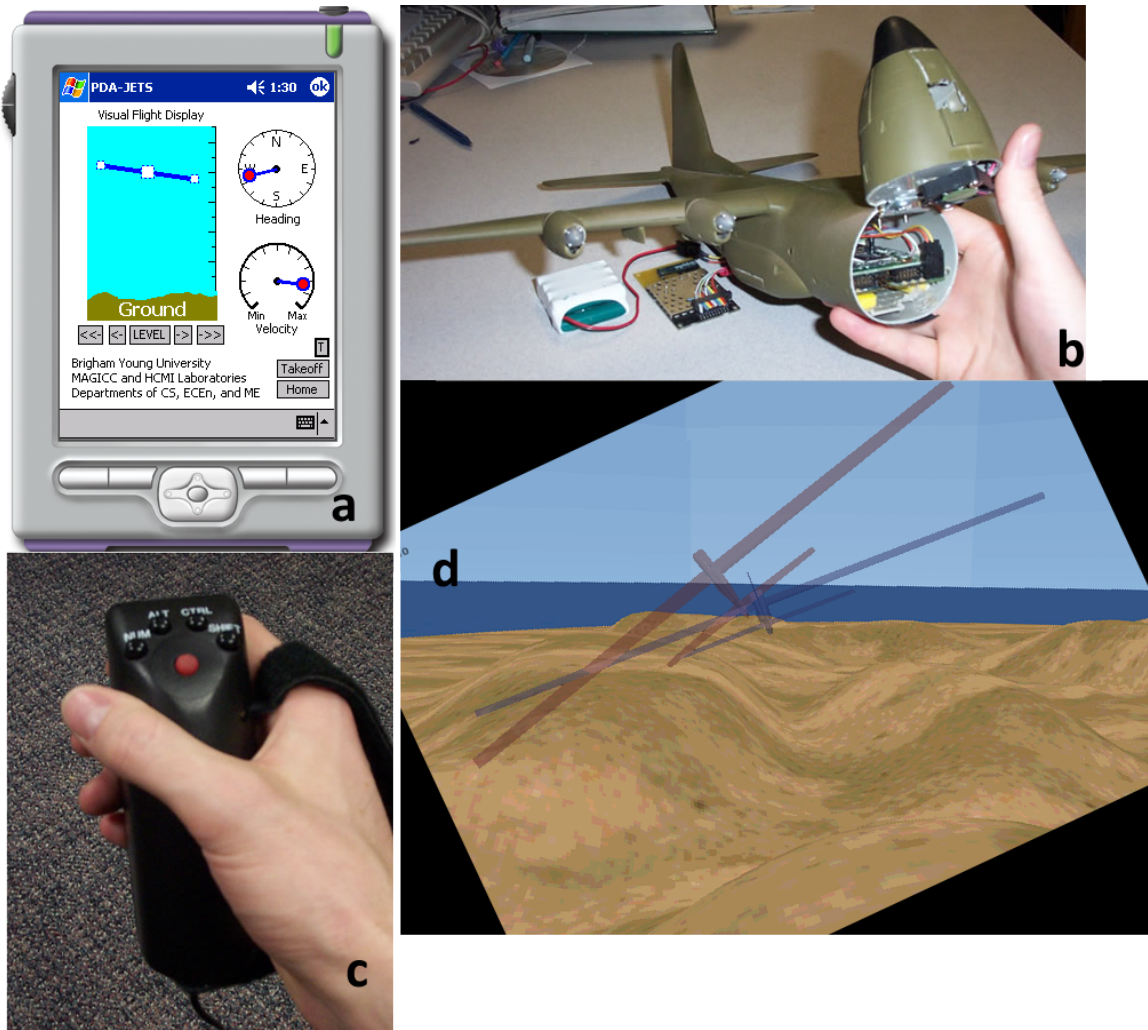 PDA-JETS 1:30 ok
Visual Flight Display
N
W E
S
Heading
Ground
Min Max
Velocity
<<- <- LEVEL -> ->>
T
Takeoff
Home
Brigham Young University
MAGICC and HCMI Laboratories
Departments of CS, ECEn, and ME
a
b
NUM ALT CTRL SHIFT
c
d